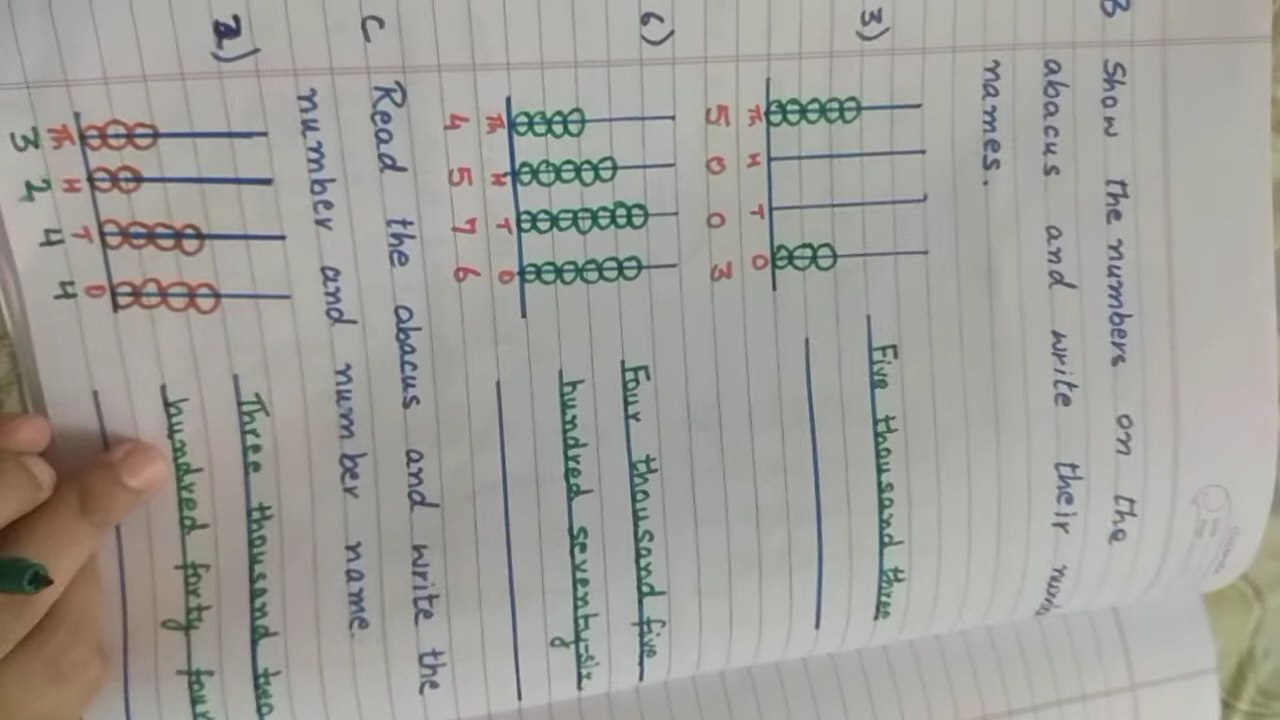 B Show the numbers on the
abacus and write their num
names.
3)
Th H T O
5 0 0 3
Five thousand three
6)
Th H T O
4 5 7 6
Four thousand five
hundred seventy-six
C Read the abacus and write the
number and number name.
2)
Th H T O
3 2 4 4
Three thousand two
hundred forty four